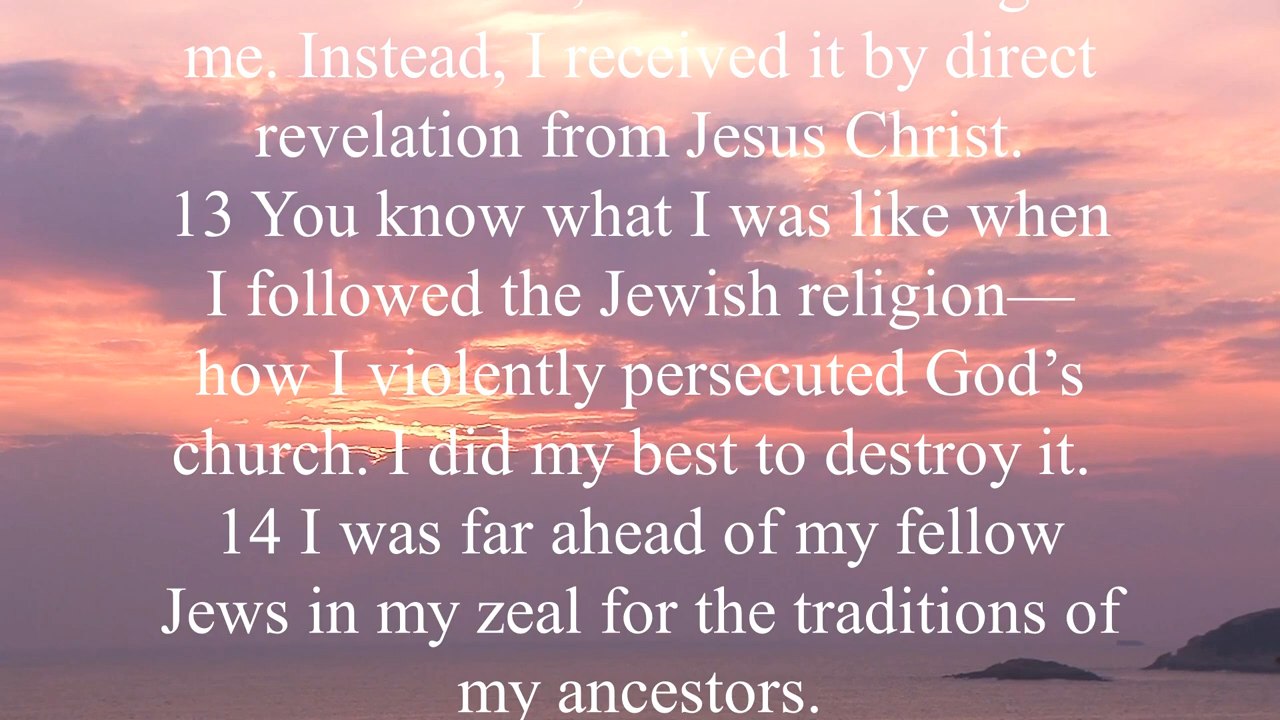 me. Instead, I received it by direct
revelation from Jesus Christ.
13 You know what I was like when
I followed the Jewish religion—
how I violently persecuted God’s
church. I did my best to destroy it.
14 I was far ahead of my fellow
Jews in my zeal for the traditions of
my ancestors.